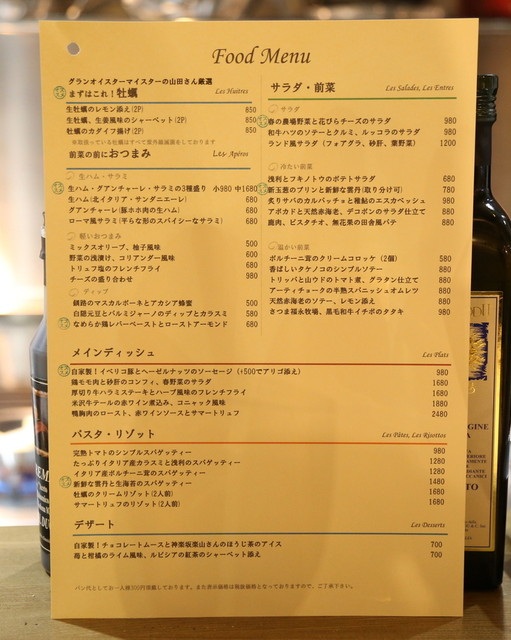 Food Menu
グランオイスターマイスターの山田さん厳選
まずはこれ！牡蠣 Les Huitres
生牡蠣のレモン添え(2P) 850
生牡蠣、生姜風味のシャーベット(2P) 850
牡蠣のカダイフ揚げ(2P) 850
前菜の前におつまみ Les Apéros
生ハム・サラミ
生ハム・グアンチャーレ・サラミの3種盛り 小980 中1680
生ハム(北イタリア・サンダニエーレ) 680
グアンチャーレ(豚ホホ肉の生ハム) 680
ローマ風サラミ(平らな形のスパイシーなサラミ) 680
軽いおつまみ
ミックスオリーブ、柚子風味 500
野菜の浅漬け、コリアンダー風味 600
トリュフ塩のフレンチフライ 680
チーズの盛り合わせ 980
ディップ
釧路のマスカルポーネとアカシア蜂蜜 500
白隠元豆とパルミジャーノのディップとカラスミ 580
なめらか鶏レバーペーストとローストアーモンド 680
サラダ・前菜 Les Salades, Les Entres
サラダ
春の農場野菜と花びらチーズのサラダ 980
和牛ハツのソテーとクルミ、ルッコラのサラダ 980
ランド風サラダ (フォアグラ、砂肝、葉野菜) 1200
冷たい前菜
浅利とフキノトウのポテトサラダ 680
新玉葱のプリンと新鮮な雲丹(取り分け可) 780
炙りサバのカルパッチョと稚鮎のエスカベッシュ 980
アボカドと天然赤海老、デコポンのサラダ仕立て 880
鹿肉、ピスタチオ、無花果の田舎風パテ 880
温かい前菜
ポルチーニ茸のクリームコロッケ (2個) 580
香ばしいタケノコのシンプルソテー 780
トリッパと山ウドのトマト煮、グラタン仕立て 880
アーティチョークの半熟スパニッシュオムレツ 880
天然赤海老のソテー、レモン添え 880
さつま福永牧場、黒毛和牛イチボのタタキ 980
メインディッシュ Les Plats
自家製！イベリコ豚とヘーゼルナッツのソーセージ (+500でアリゴ添え) 980
鶏モモ肉と砂肝のコンフィ、春野菜のサラダ 1680
厚切り牛ハラミステーキとハーブ風味のフレンチフライ 1680
米沢牛テールの赤ワイン煮込み、コニャック風味 1880
鴨胸肉のロースト、赤ワインソースとサマートリュフ 2480
パスタ・リゾット Les Pâtes, Les Risottos
完熟トマトのシンプルスパゲッティー 980
たっぷりイタリア産カラスミと浅利のスパゲッティー 1280
イタリア産ポルチーニ茸のスパゲッティー 1280
新鮮な雲丹と生海苔のスパゲッティー 1480
牡蠣のクリームリゾット(2人前) 1680
サマートリュフのリゾット(2人前) 1680
デザート Les Desserts
自家製！チョコレートムースと神楽坂楽山さんのほうじ茶のアイス 700
苺と柑橘のライム風味、ルピシアの紅茶のシャーベット添え 700